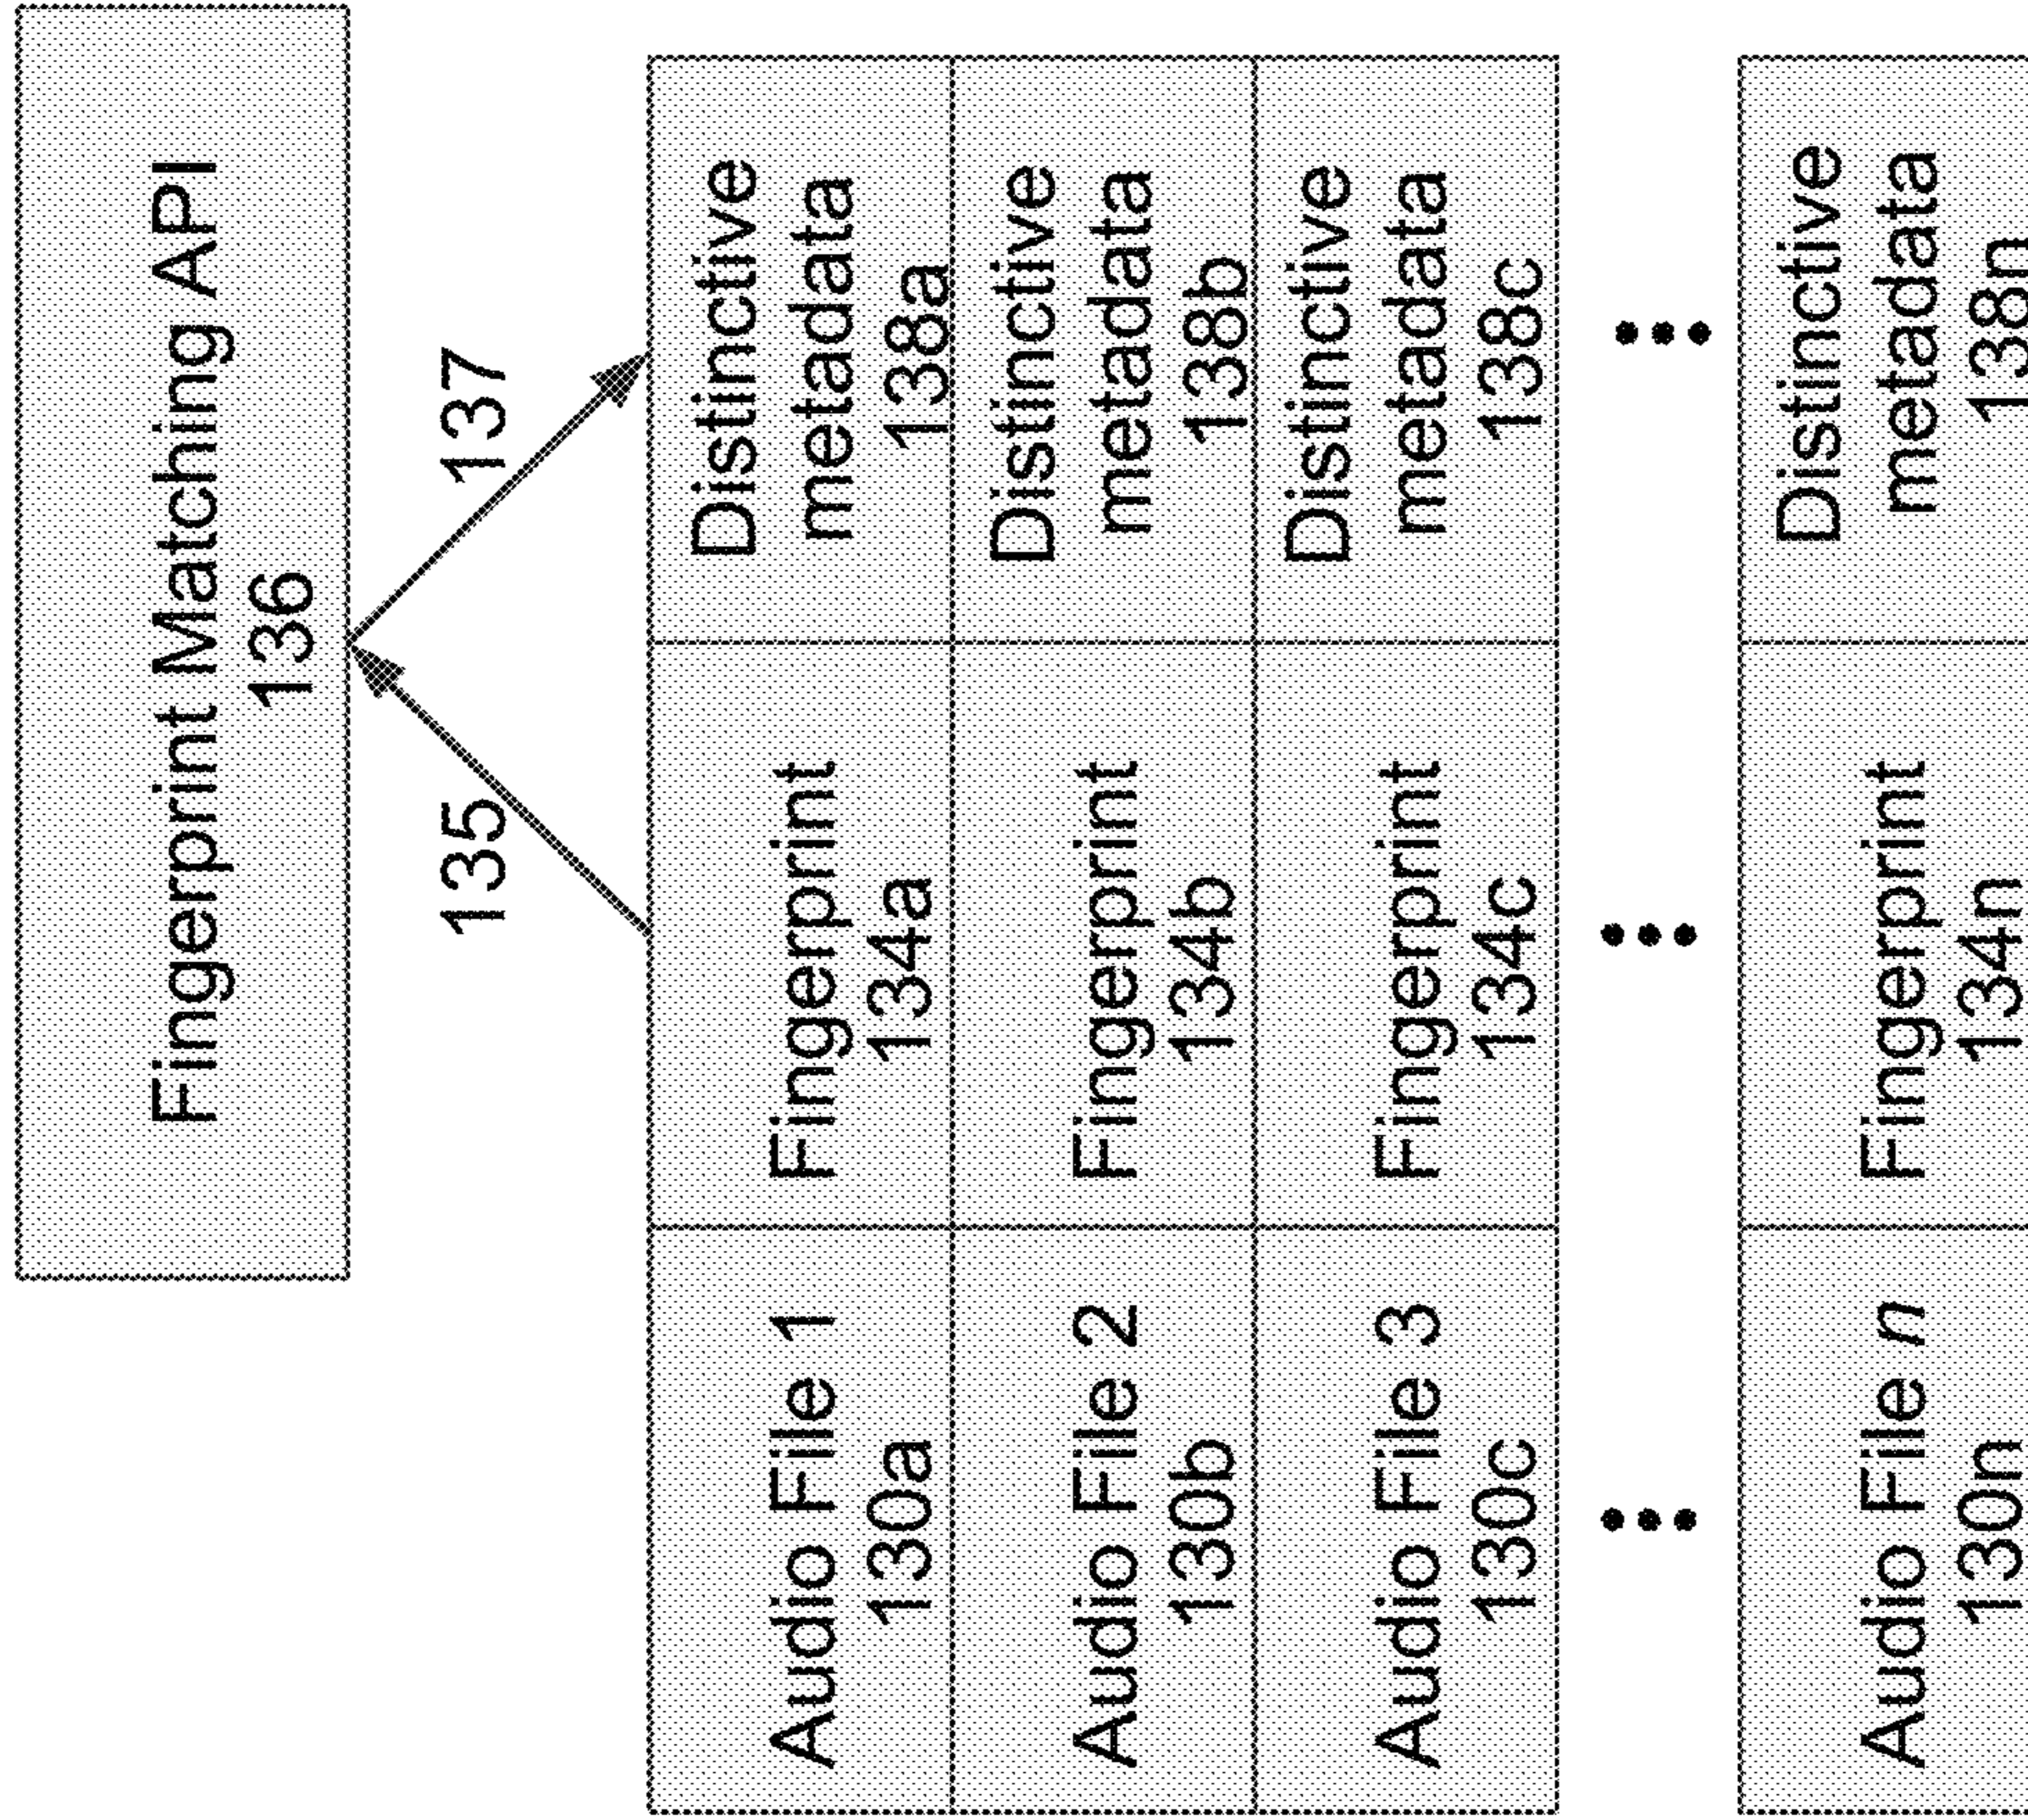 Fingerprint Matching API
136
135
137
Audio File 1
130a
Fingerprint
134a
Distinctive
metadata
138a
Audio File 2
130b
Fingerprint
134b
Distinctive
metadata
138b
Audio File 3
130c
Fingerprint
134c
Distinctive
metadata
138c
Audio File n
130n
Fingerprint
134n
Distinctive
metadata
138n